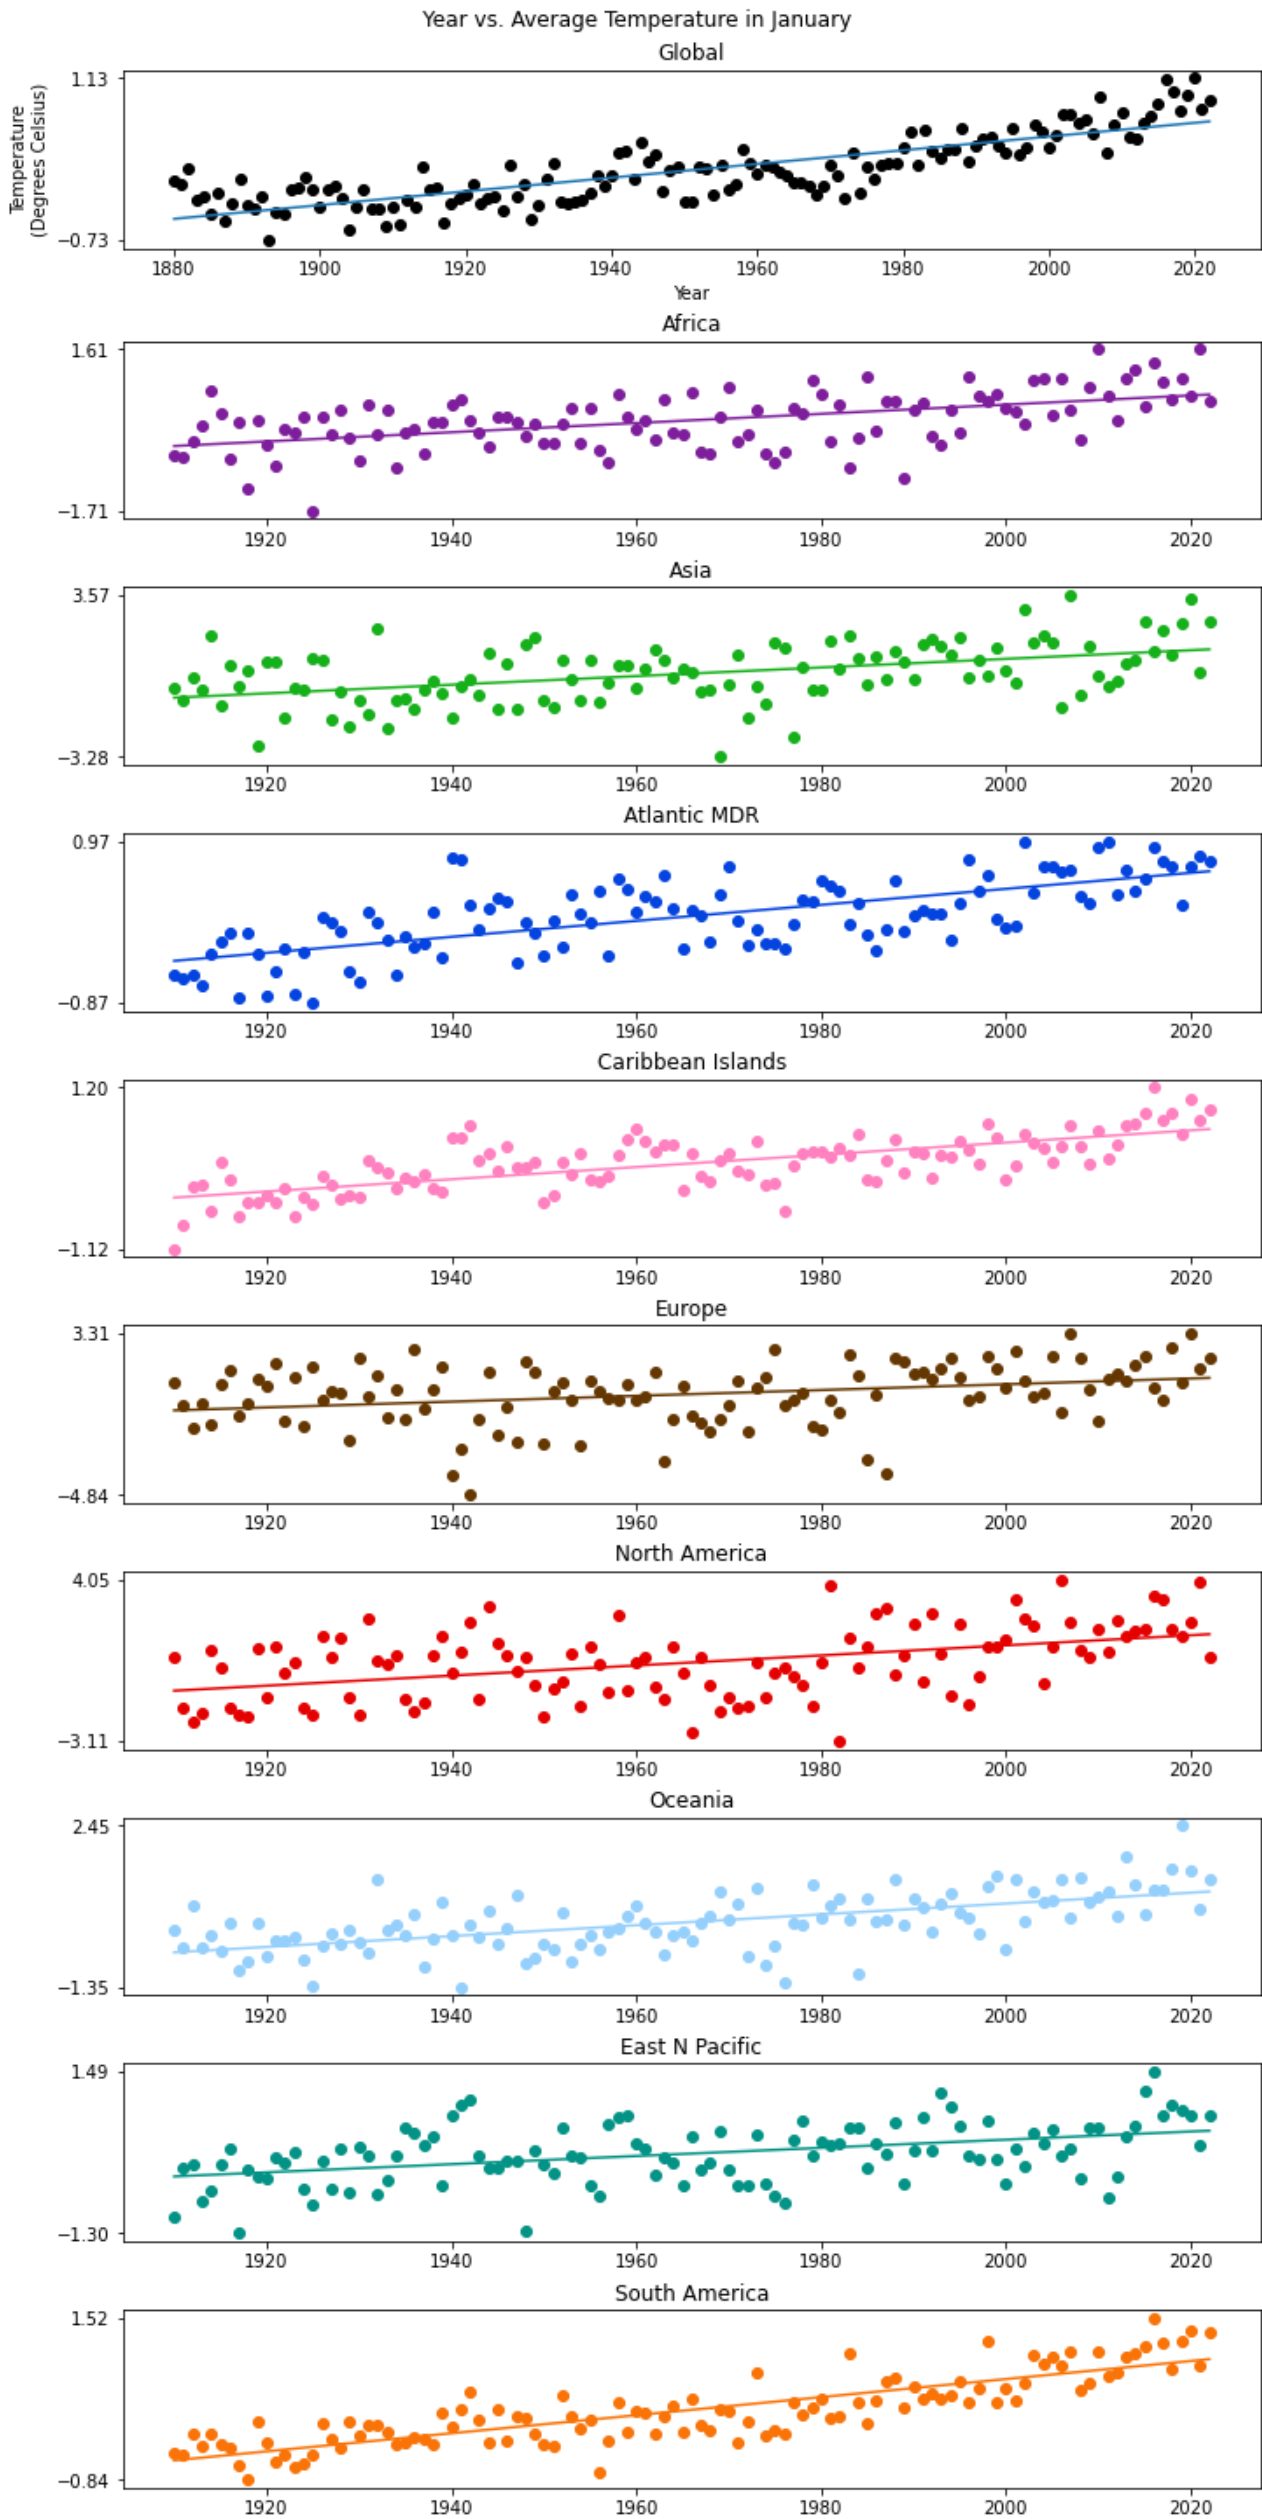 Year vs. Average Temperature in January
Global
Temperature
(Degrees Celsius)
1.13
−0.73
1880 1900 1920 1940 1960 1980 2000 2020
Year
Africa
1.61
−1.71
1920 1940 1960 1980 2000 2020
Asia
3.57
−3.28
1920 1940 1960 1980 2000 2020
Atlantic MDR
0.97
−0.87
1920 1940 1960 1980 2000 2020
Caribbean Islands
1.20
−1.12
1920 1940 1960 1980 2000 2020
Europe
3.31
−4.84
1920 1940 1960 1980 2000 2020
North America
4.05
−3.11
1920 1940 1960 1980 2000 2020
Oceania
2.45
−1.35
1920 1940 1960 1980 2000 2020
East N Pacific
1.49
−1.30
1920 1940 1960 1980 2000 2020
South America
1.52
−0.84
1920 1940 1960 1980 2000 2020